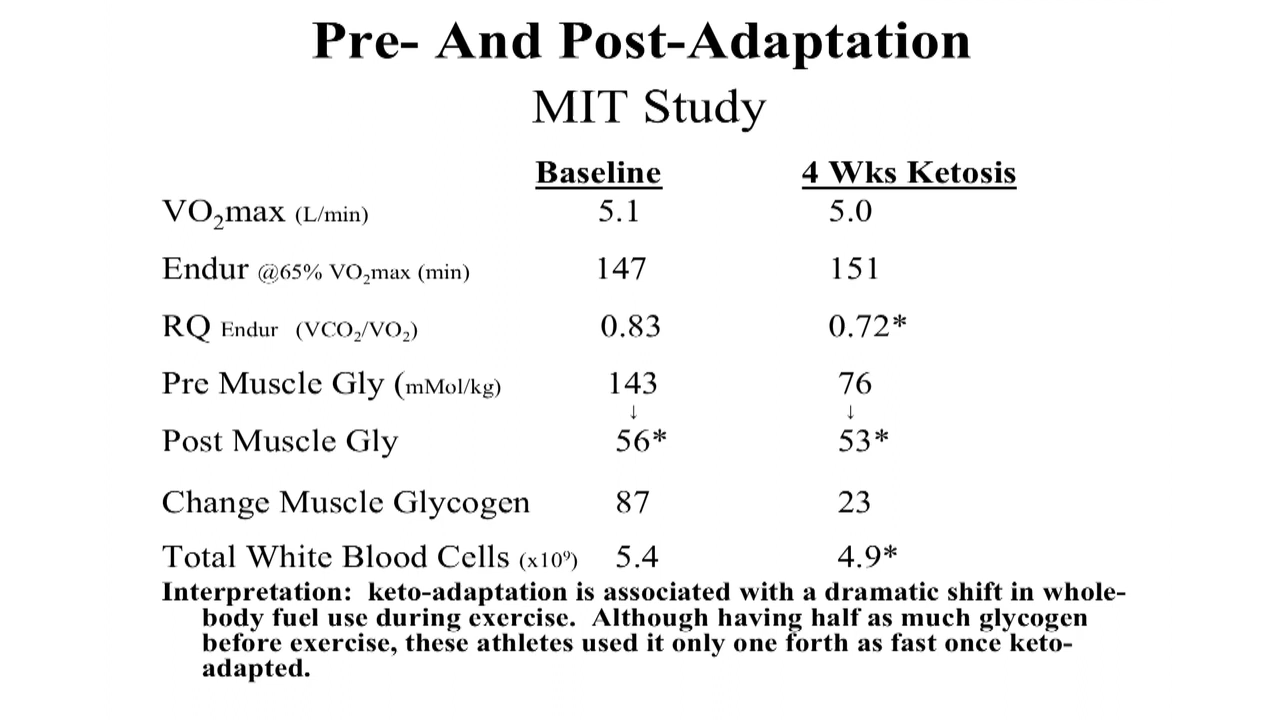 Pre- And Post-Adaptation
MIT Study
Baseline 4 Wks Ketosis
VO₂max (L/min) 5.1 5.0
Endur @65% VO₂max (min) 147 151
RQ Endur (VCO₂/VO₂) 0.83 0.72*
Pre Muscle Gly (mMol/kg) 143 76
↓ ↓
Post Muscle Gly 56* 53*
Change Muscle Glycogen 87 23
Total White Blood Cells (x10⁹) 5.4 4.9*
Interpretation: keto-adaptation is associated with a dramatic shift in whole-
body fuel use during exercise. Although having half as much glycogen
before exercise, these athletes used it only one forth as fast once keto-
adapted.